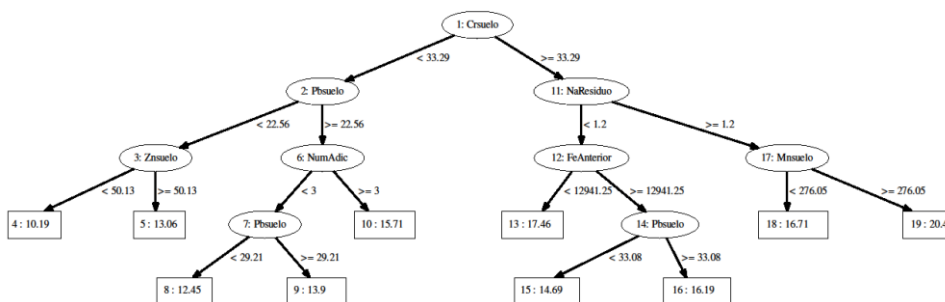 1: Crsuelo
< 33.29
>= 33.29
2: Pbsuelo
11: NaResiduo
< 22.56
>= 22.56
< 1.2
>= 1.2
3: Znsuelo
6: NumAdic
12: FeAnterior
17: Mnsuelo
< 50.13
>= 50.13
< 3
>= 3
< 12941.25
>= 12941.25
< 276.05
>= 276.05
4 : 10.19
5 : 13.06
7: Pbsuelo
10 : 15.71
13 : 17.46
14: Pbsuelo
18 : 16.71
19 : 20.4
< 29.21
>= 29.21
< 33.08
>= 33.08
8 : 12.45
9 : 13.9
15 : 14.69
16 : 16.19